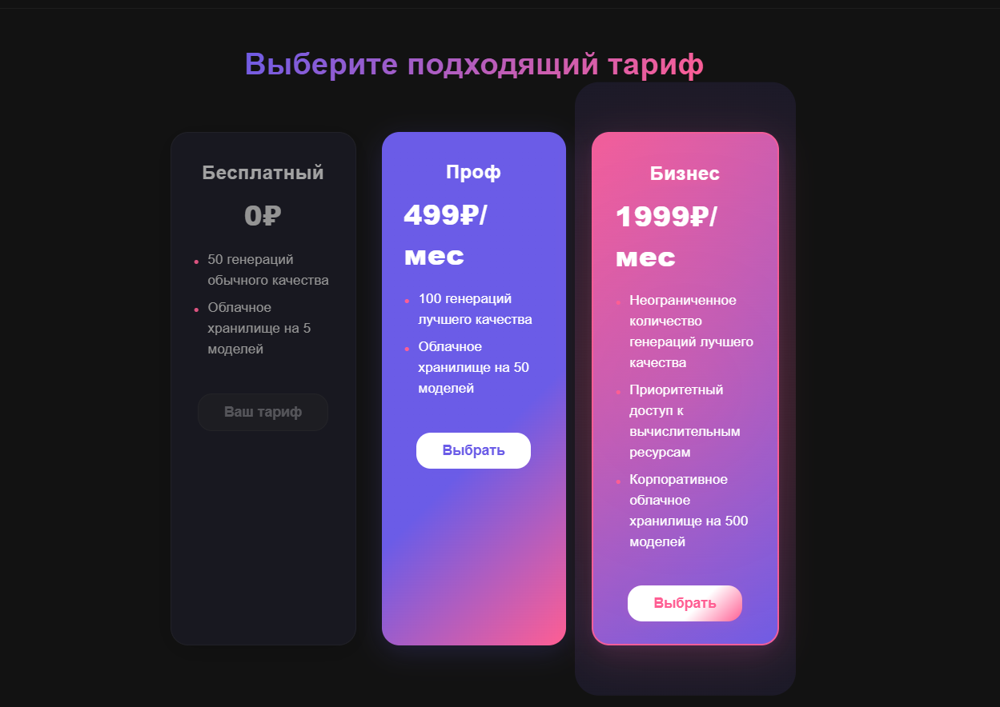 Выберите подходящий тариф
Бесплатный
0₽
50 генераций
обычного качества
Облачное
хранилище на 5
моделей
Ваш тариф
Проф
499₽/
мес
100 генераций
лучшего качества
Облачное
хранилище на 50
моделей
Выбрать
Бизнес
1999₽/
мес
Неограниченное
количество
генераций лучшего
качества
Приоритетный
доступ к
вычислительным
ресурсам
Корпоративное
облачное
хранилище на 500
моделей
Выбрать